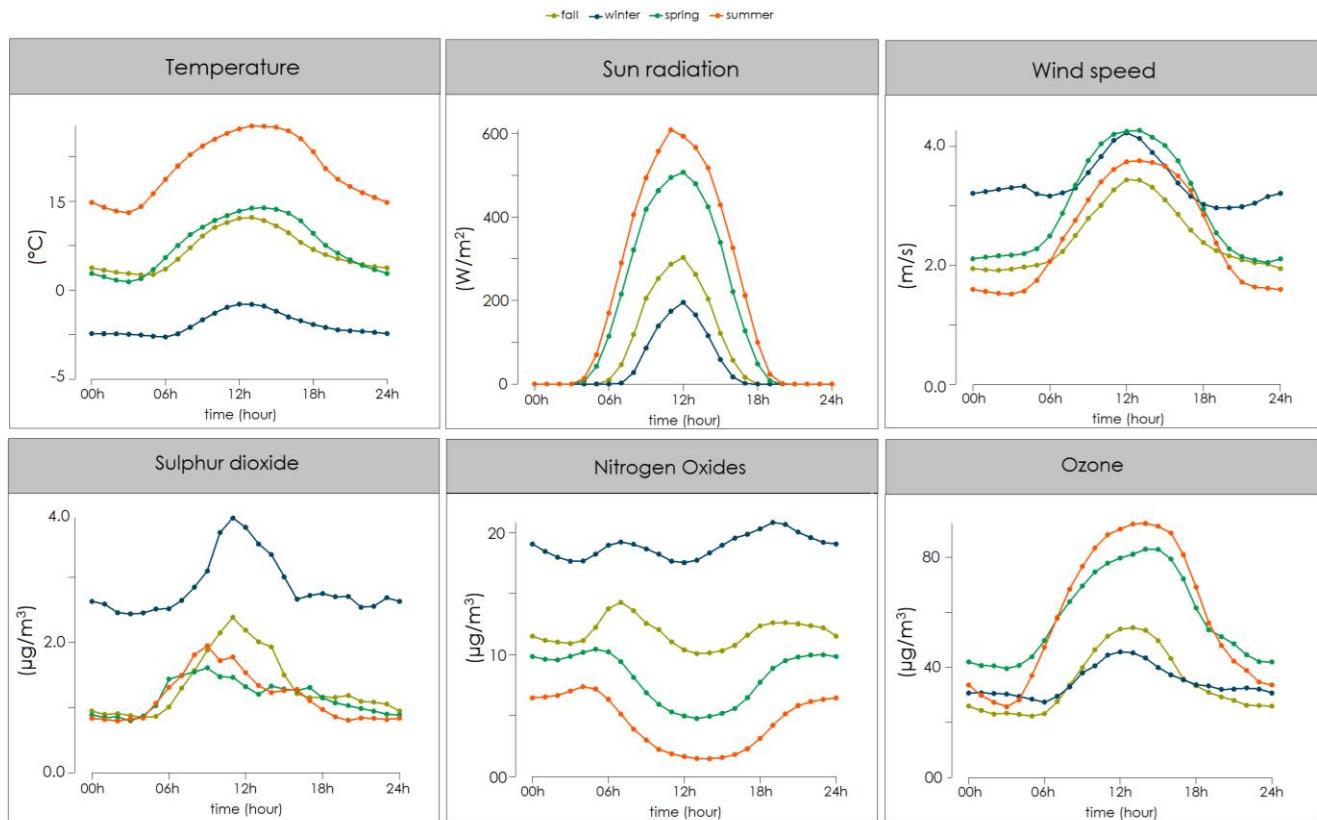 fall winter spring summer
Temperature
Sun radiation
Wind speed
(°C)
15
0
-5
00h 06h 12h 18h 24h
time (hour)
(W/m²)
600
400
200
0
00h 06h 12h 18h 24h
time (hour)
(m/s)
4.0
2.0
0.0
00h 06h 12h 18h 24h
time (hour)
Sulphur dioxide
Nitrogen Oxides
Ozone
(µg/m³)
4.0
2.0
0.0
00h 06h 12h 18h 24h
time (hour)
(µg/m³)
20
10
00
00h 06h 12h 18h 24h
time (hour)
(µg/m³)
80
40
00
00h 06h 12h 18h 24h
time (hour)